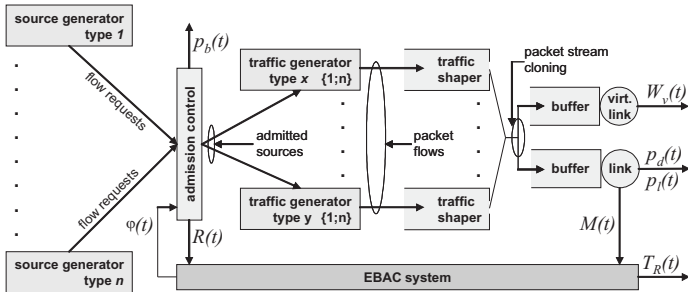 source generator
type 1
flow requests
flow requests
source generator
type n
p_b(t)
admission control
φ(t)
R(t)
traffic generator
type x {1;n}
admitted
sources
traffic generator
type y {1;n}
packet
flows
traffic
shaper
traffic
shaper
packet stream
cloning
buffer
virt.
link
W_v(t)
buffer
link
p_d(t)
p_l(t)
M(t)
EBAC system
T_R(t)